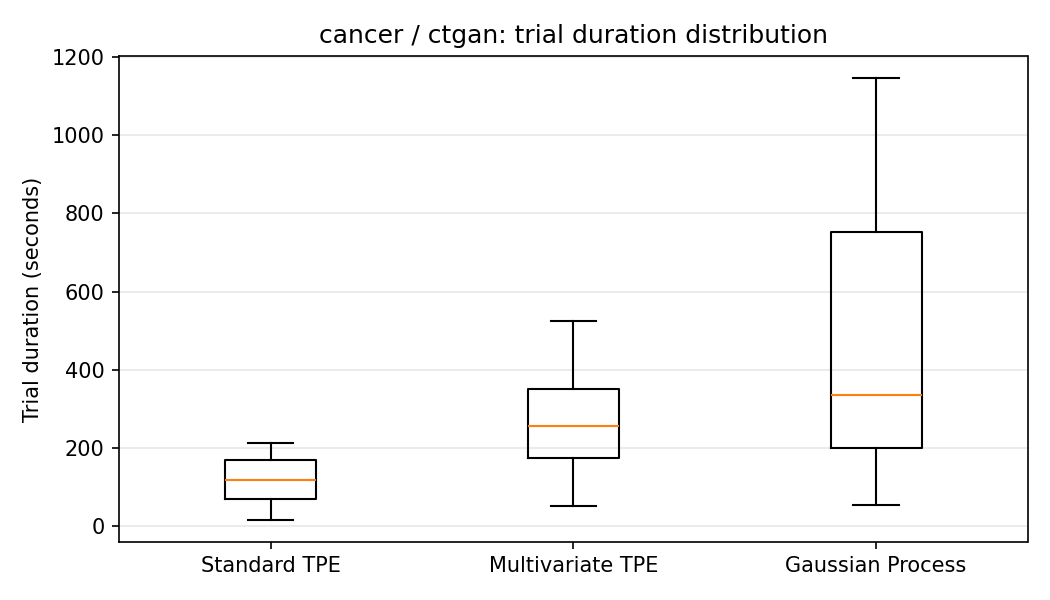 cancer / ctgan: trial duration distribution
Trial duration (seconds)
1200
1000
800
600
400
200
0
Standard TPE
Multivariate TPE
Gaussian Process